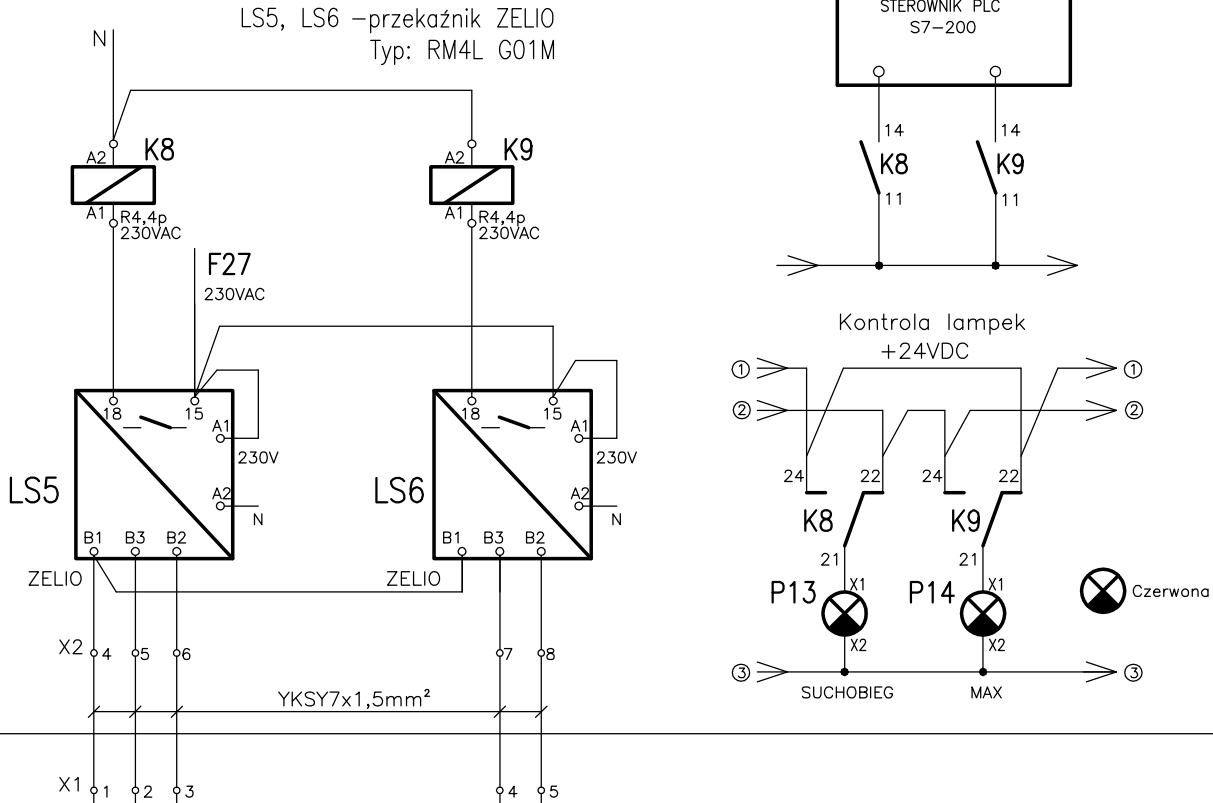 LS5, LS6 –przekaźnik ZELIO
Typ: RM4L G01M
N
A2
K8
A1
R4,4p
230VAC
A2
K9
A1
R4,4p
230VAC
F27
230VAC
18
15
A1
230V
A2
N
LS5
B1
B3
B2
ZELIO
18
15
A1
230V
A2
N
LS6
B1
B3
B2
ZELIO
X2
4
5
6
7
8
YKSY7x1,5mm²
X1
1
2
3
4
5
STEROWNIK PLC
S7–200
14
K8
11
14
K9
11
Kontrola lampek
+24VDC
1
1
2
2
24
22
24
22
K8
K9
21
21
P13
X1
X2
P14
X1
X2
Czerwona
3
3
SUCHOBIEG
MAX